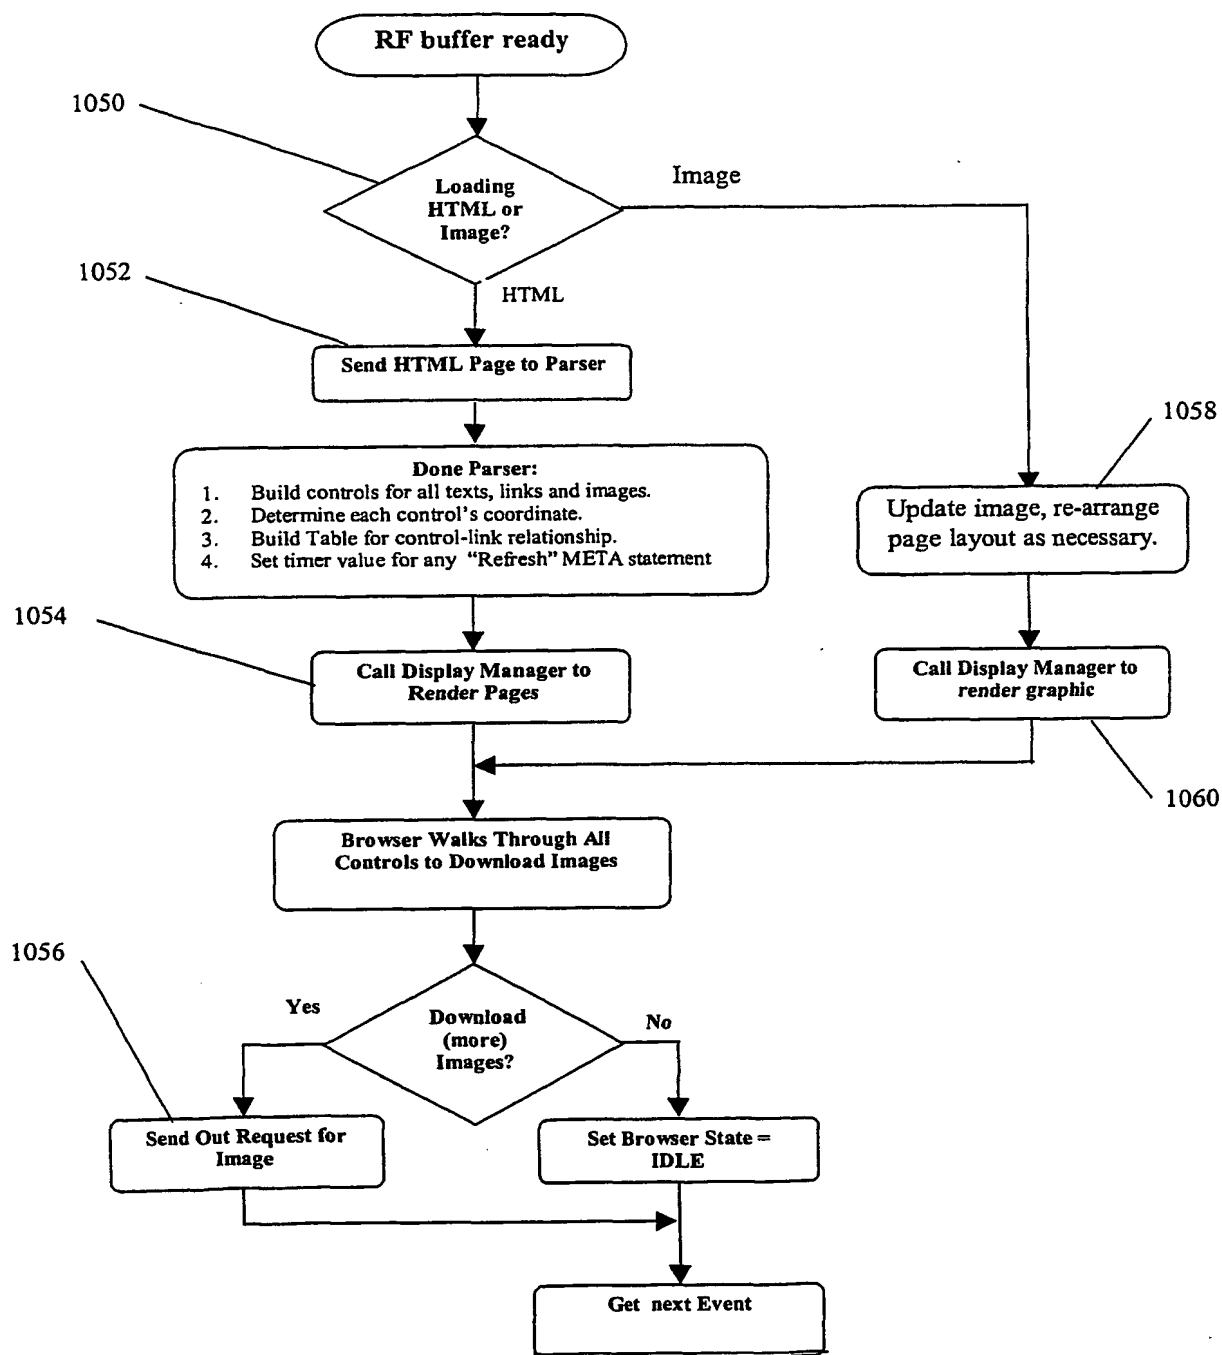 RF buffer ready
1050
Loading
HTML or
Image?
Image
1052
HTML
Send HTML Page to Parser
1058
Done Parser:
1. Build controls for all texts, links and images.
2. Determine each control's coordinate.
3. Build Table for control-link relationship.
4. Set timer value for any “Refresh” META statement
Update image, re-arrange
page layout as necessary.
1054
Call Display Manager to
Render Pages
Call Display Manager to
render graphic
1060
Browser Walks Through All
Controls to Download Images
1056
Yes
Download
(more)
Images?
No
Send Out Request for
Image
Set Browser State =
IDLE
Get next Event